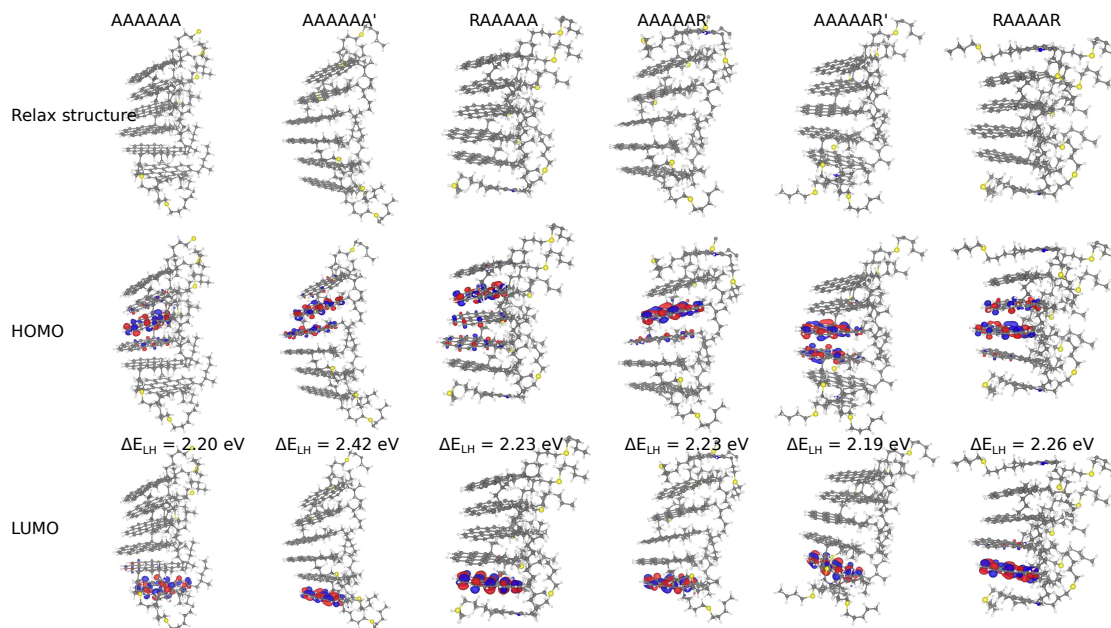 AAAAAA AAAAAA' RAAAAA AAAAAR AAAAAR' RAAAAR
Relax structure
HOMO
ΔE_LH = 2.20 eV ΔE_LH = 2.42 eV ΔE_LH = 2.23 eV ΔE_LH = 2.23 eV ΔE_LH = 2.19 eV ΔE_LH = 2.26 eV
LUMO